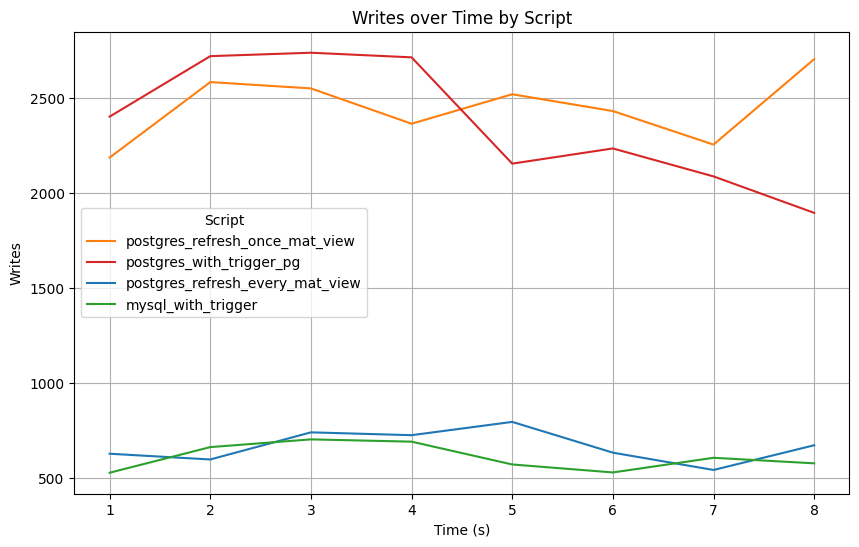 Writes over Time by Script
Writes
2500
2000
1500
1000
500
Script
postgres_refresh_once_mat_view
postgres_with_trigger_pg
postgres_refresh_every_mat_view
mysql_with_trigger
1 2 3 4 5 6 7 8
Time (s)